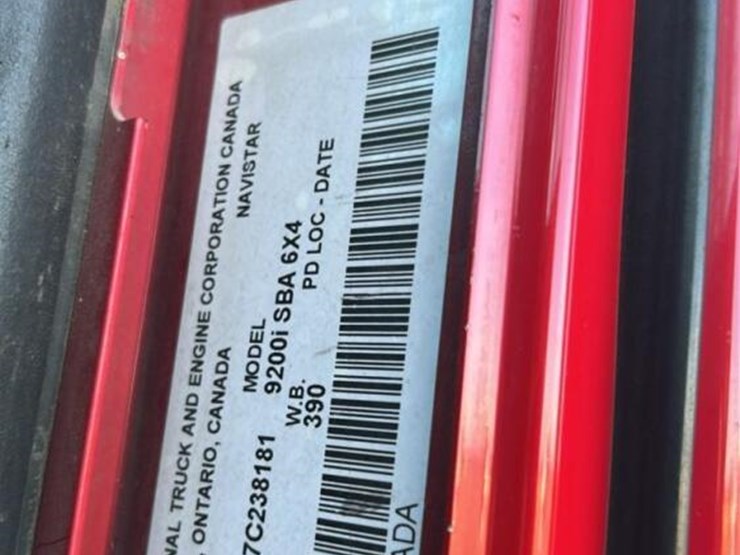 NAL TRUCK AND ENGINE CORPORATION CANADA
ONTARIO, CANADA NAVISTAR
MODEL
7C238181 9200i SBA 6X4
W.B. PD LOC - DATE
390
ADA